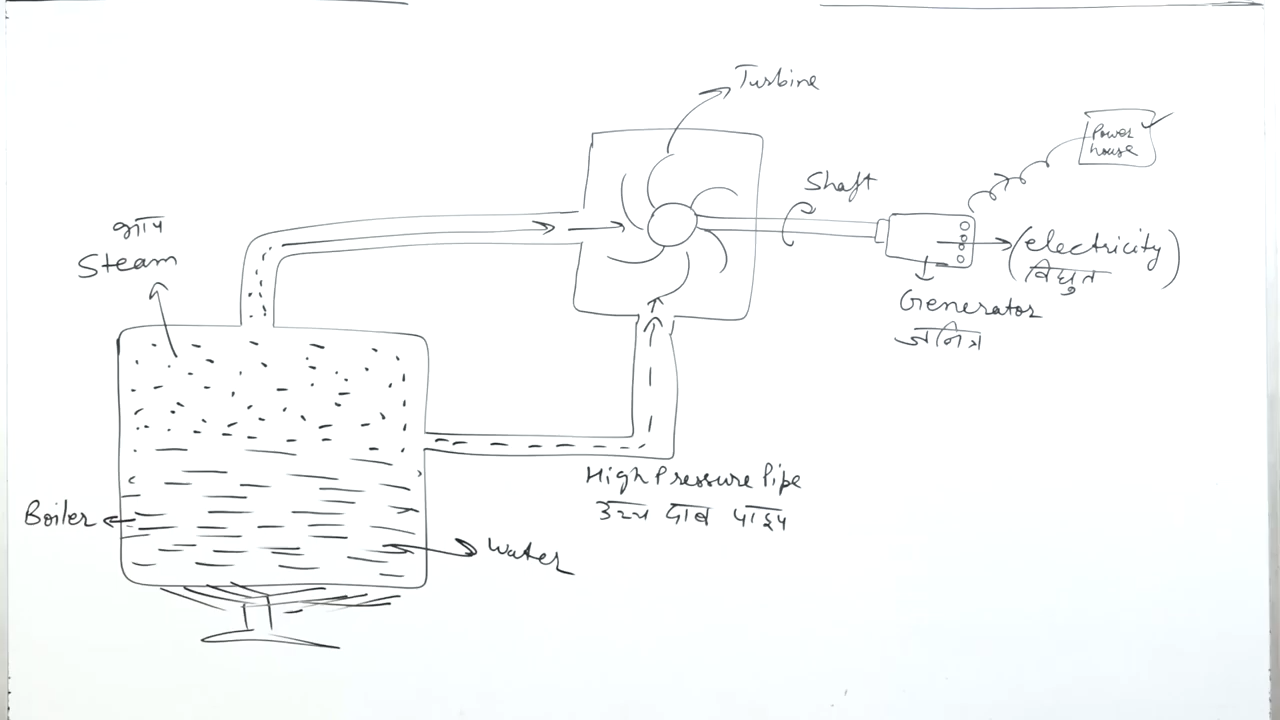 Turbine
Power
house
Shaft
भाप
Steam
(electricity)
विद्युत
Generator
जनित्र
High Pressure Pipe
उच्च दाब पाइप
Boiler
Water